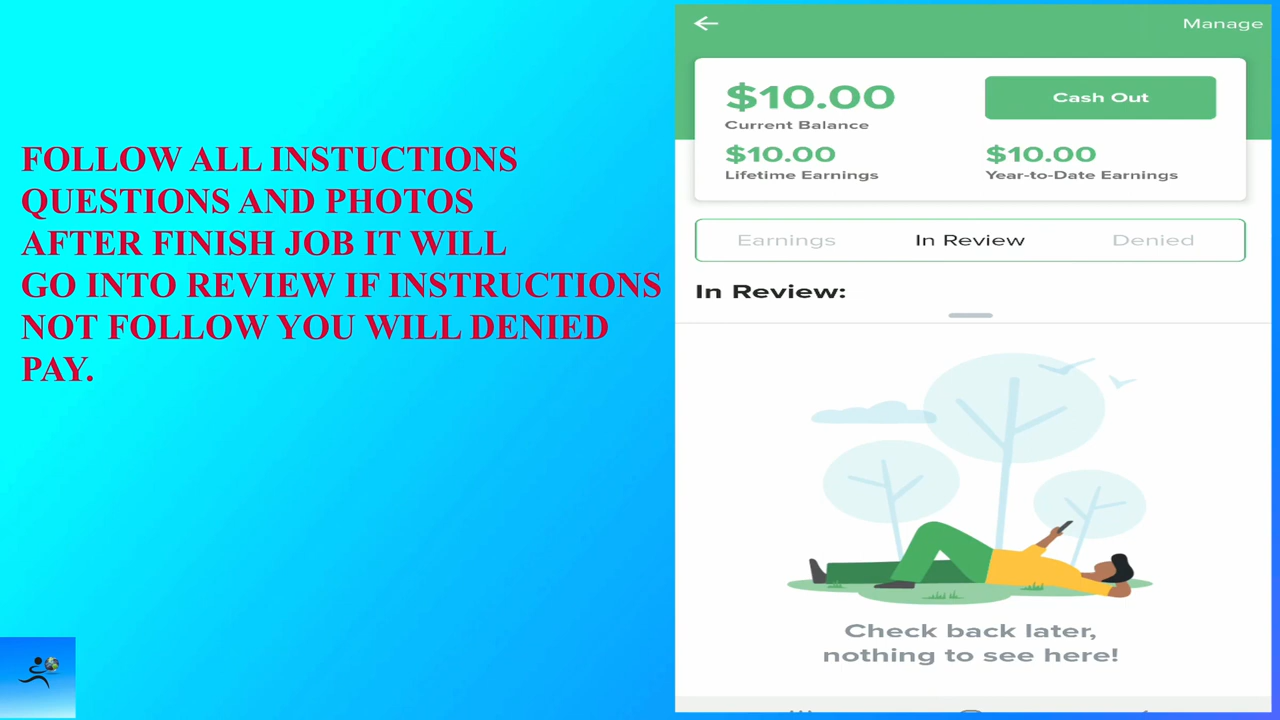 FOLLOW ALL INSTUCTIONS
QUESTIONS AND PHOTOS
AFTER FINISH JOB IT WILL
GO INTO REVIEW IF INSTRUCTIONS
NOT FOLLOW YOU WILL DENIED
PAY.
Manage
$10.00
Current Balance
Cash Out
$10.00
Lifetime Earnings
$10.00
Year-to-Date Earnings
Earnings
In Review
Denied
In Review:
Check back later,
nothing to see here!